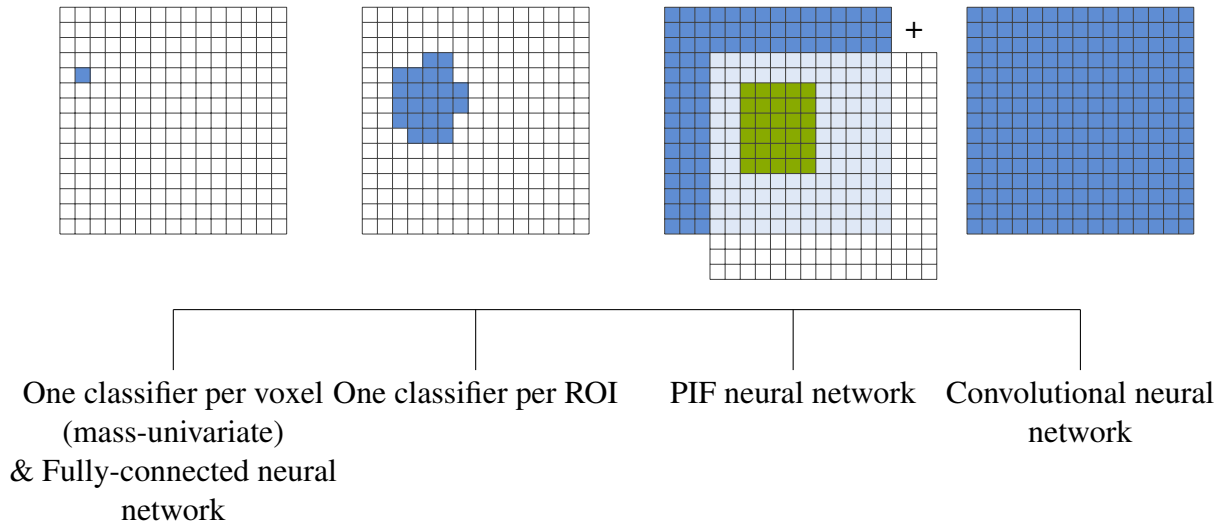 +
One classifier per voxel
(mass-univariate)
& Fully-connected neural
network
One classifier per ROI
PIF neural network
Convolutional neural
network